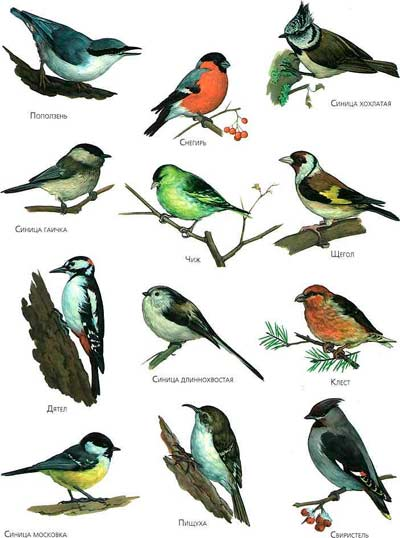 Поползень
Снегирь
Синица хохлатая
Синица гаичка
Чиж
Щегол
Дятел
Синица длиннохвостая
Клест
Синица московка
Пищуха
Свиристель